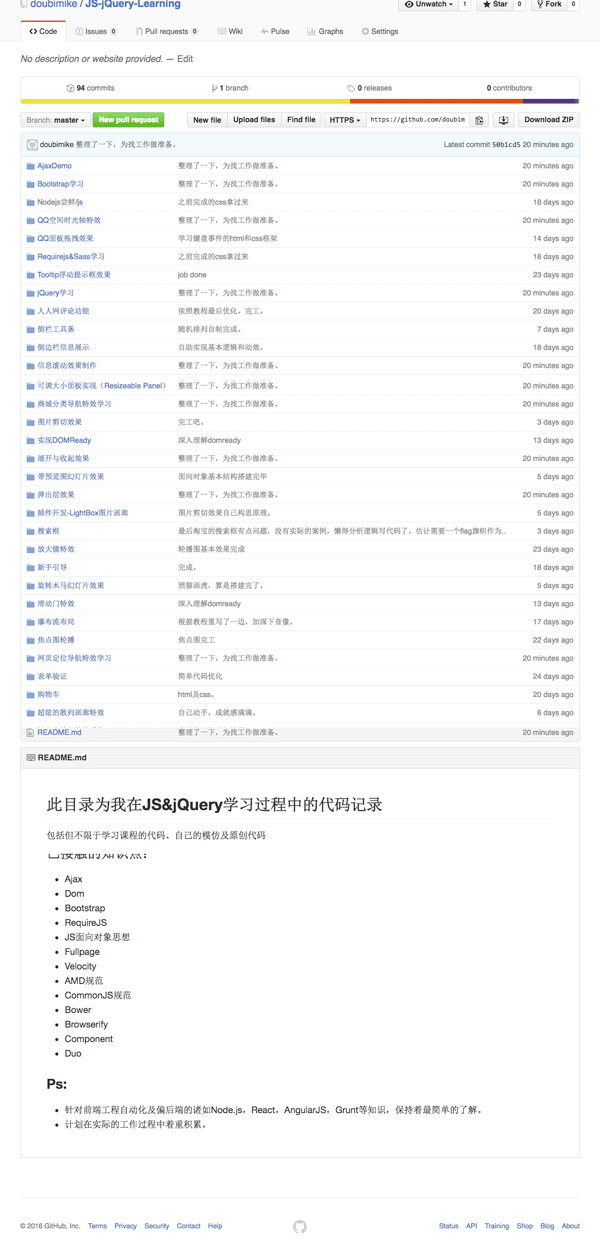 doubimike / JS-jQuery-Learning
Unwatch 1 Star 0 Fork 0
Code Issues 0 Pull requests 0 Wiki Pulse Graphs Settings
No description or website provided. — Edit
94 commits 1 branch 0 releases 0 contributors
Branch: master New pull request New file Upload files Find file HTTPS https://github.com/doubim Download ZIP
doubimike 整理了一下，为找工作做准备。 Latest commit 50b1cd5 20 minutes ago
AjaxDemo 整理了一下，为找工作做准备。 20 minutes ago
Bootstrap学习 整理了一下，为找工作做准备。 20 minutes ago
Nodejs尝鲜/js 之前完成的css拿过来 18 days ago
QQ空间时光轴特效 整理了一下，为找工作做准备。 20 minutes ago
QQ面板拖拽效果 学习键盘事件的html和css框架 14 days ago
Requirejs&Sass学习 之前完成的css拿过来 18 days ago
Tooltip浮动提示框效果 job done 23 days ago
jQuery学习 整理了一下，为找工作做准备。 20 minutes ago
人人网评论功能 依照教程最后优化，完工。 20 days ago
侧栏工具条 随机排列自制完成。 7 days ago
侧边栏信息展示 自助实现基本逻辑和动效。 18 days ago
信息滚动效果制作 整理了一下，为找工作做准备。 20 minutes ago
可调大小面板实现（Resizeable Panel） 整理了一下，为找工作做准备。 20 minutes ago
商城分类导航特效学习 整理了一下，为找工作做准备。 20 minutes ago
图片剪切效果 完工吧。 3 days ago
实现DOMReady 深入理解domready 13 days ago
展开与收起效果 整理了一下，为找工作做准备。 20 minutes ago
带预览图幻灯片效果 面向对象基本结构搭建完毕 5 days ago
弹出层效果 整理了一下，为找工作做准备。 20 minutes ago
插件开发-LightBox图片画廊 图片剪切效果自己构思原理。 5 days ago
搜索框 最后淘宝的搜索框有点问题，没有实际的案例，懒得分析逻辑写代码了。估计需要一个flag旗帜作为… 3 days ago
放大镜特效 轮播图基本效果完成 23 days ago
新手引导 完成。 18 days ago
旋转木马幻灯片效果 照猫画虎，算是搭建完了。 5 days ago
滑动门特效 深入理解domready 13 days ago
瀑布流布局 根据教程重写了一边，加深下音像。 17 days ago
焦点图轮播 焦点图完工 22 days ago
网页定位导航特效学习 整理了一下，为找工作做准备。 20 minutes ago
表单验证 简单代码优化 24 days ago
购物车 html及css。 20 days ago
超炫的散列画廊特效 自己动手，成就感满满。 6 days ago
README.md 整理了一下，为找工作做准备。 20 minutes ago
README.md
此目录为我在JS&jQuery学习过程中的代码记录
包括但不限于学习课程的代码、自己的模仿及原创代码
已接触的知识点：
Ajax
Dom
Bootstrap
RequireJS
JS面向对象思想
Fullpage
Velocity
AMD规范
CommonJS规范
Bower
Browserify
Component
Duo
Ps:
针对前端工程自动化及偏后端的诸如Node.js，React，AngularJS，Grunt等知识，保持着最简单的了解。
计划在实际的工作过程中着重积累。
© 2016 GitHub, Inc. Terms Privacy Security Contact Help Status API Training Shop Blog About